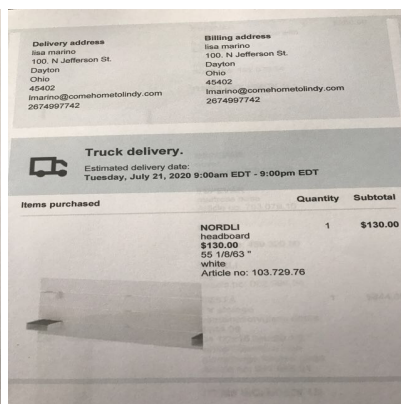 Delivery address
lisa marino
100. N Jefferson St.
Dayton
Ohio
45402
lmarino@comehometolindy.com
2674997742
Billing address
lisa marino
100. N Jefferson St.
Dayton
Ohio
45402
lmarino@comehometolindy.com
2674997742
Truck delivery.
Estimated delivery date:
Tuesday, July 21, 2020 9:00am EDT - 9:00pm EDT
Items purchased Quantity Subtotal
NORDLI 1 $130.00
headboard
$130.00
55 1/8/63 "
white
Article no: 103.729.76